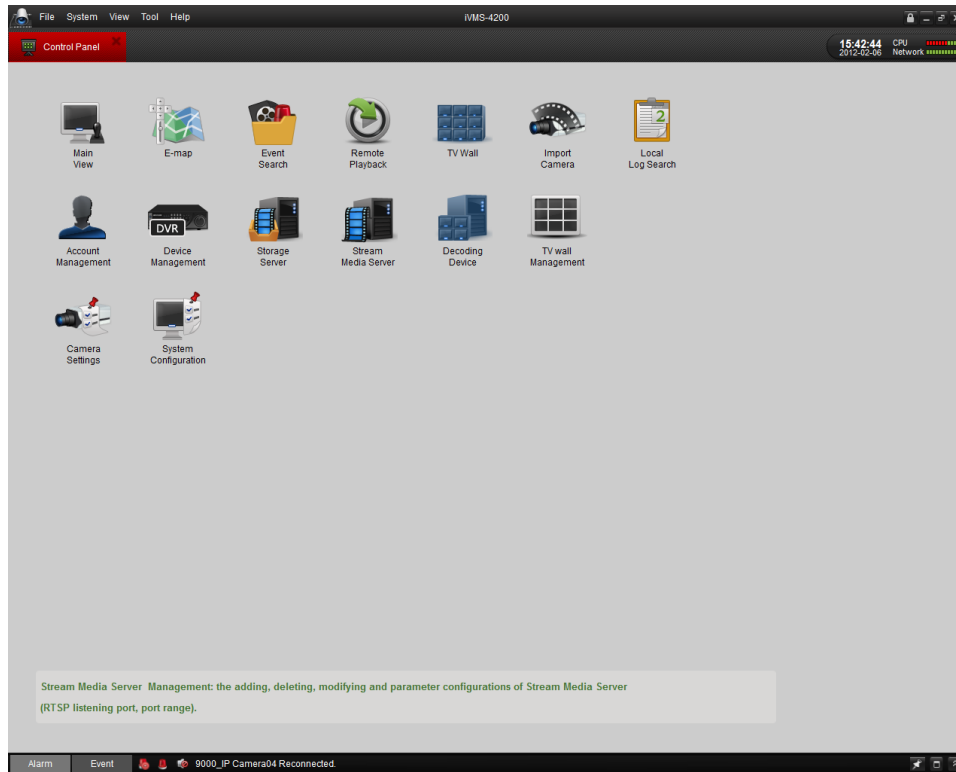 File System View Tool Help iVMS-4200
Control Panel
15:42:44 CPU
2012-02-06 Network
Main
View
E-map
Event
Search
Remote
Playback
TV Wall
Import
Camera
2
Local
Log Search
Account
Management
DVR
Device
Management
Storage
Server
Stream
Media Server
Decoding
Device
TV wall
Management
Camera
Settings
System
Configuration
Stream Media Server Management: the adding, deleting, modifying and parameter configurations of Stream Media Server
(RTSP listening port, port range).
Alarm Event 9000_IP Camera04 Reconnected.